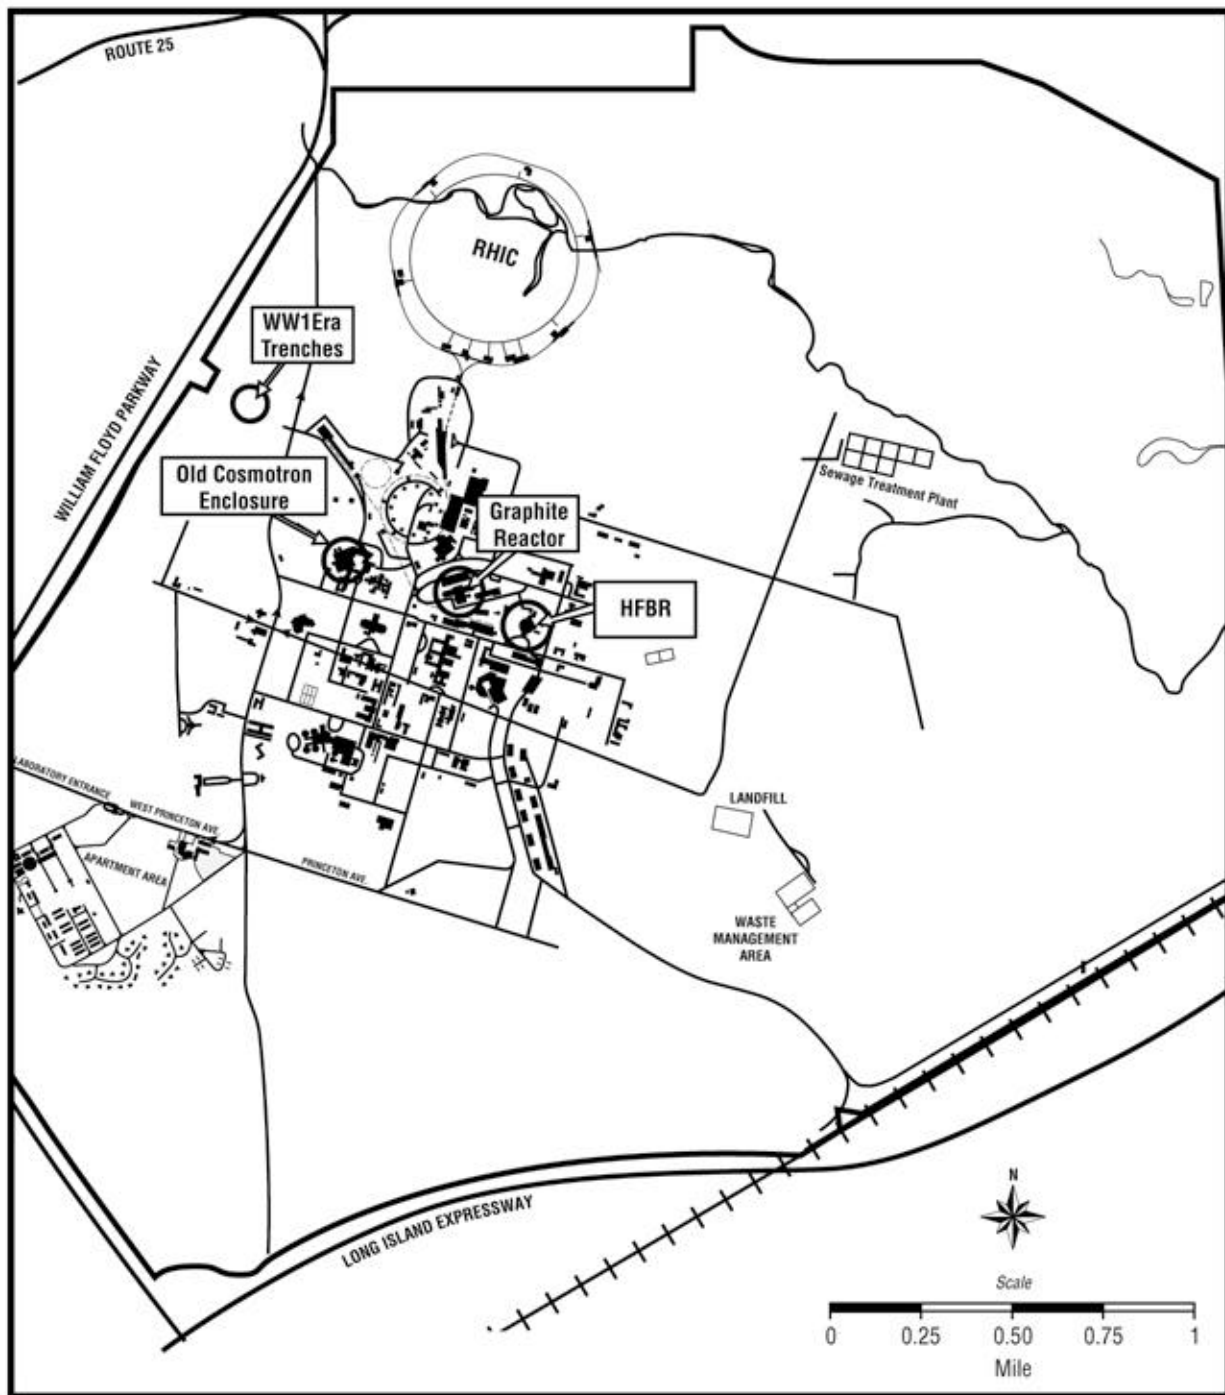 ROUTE 25
RHIC
WW1Era
Trenches
WILLIAM FLOYD PARKWAY
Old Cosmotron
Enclosure
Sewage Treatment Plant
Graphite
Reactor
HFBR
LABORATORY ENTRANCE
WEST PRINCETON AVE.
LANDFILL
APARTMENT AREA
PRINCETON AVE.
WASTE
MANAGEMENT
AREA
N
LONG ISLAND EXPRESSWAY
Scale
0 0.25 0.50 0.75 1
Mile